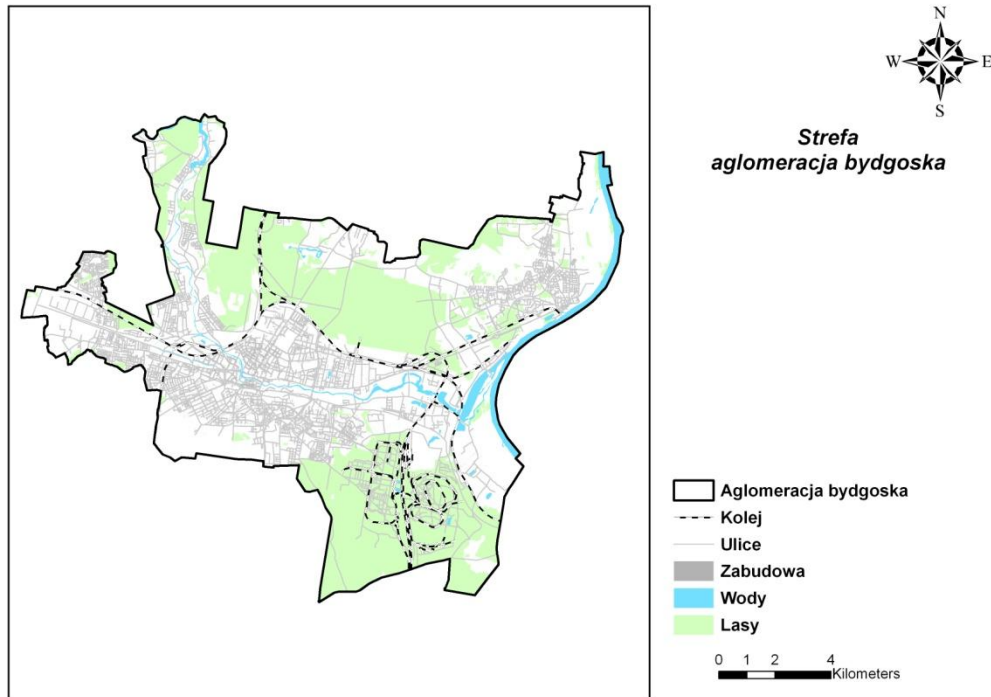 N
W E
S
Strefa
aglomeracja bydgoska
Aglomeracja bydgoska
Kolej
Ulice
Zabudowa
Wody
Lasy
0 1 2 4
Kilometers